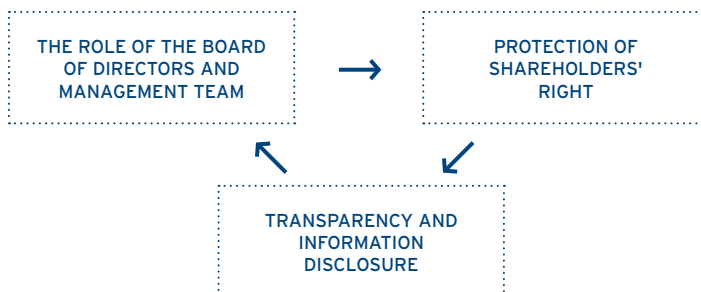 THE ROLE OF THE BOARD
OF DIRECTORS AND
MANAGEMENT TEAM
PROTECTION OF
SHAREHOLDERS'
RIGHT
TRANSPARENCY AND
INFORMATION
DISCLOSURE